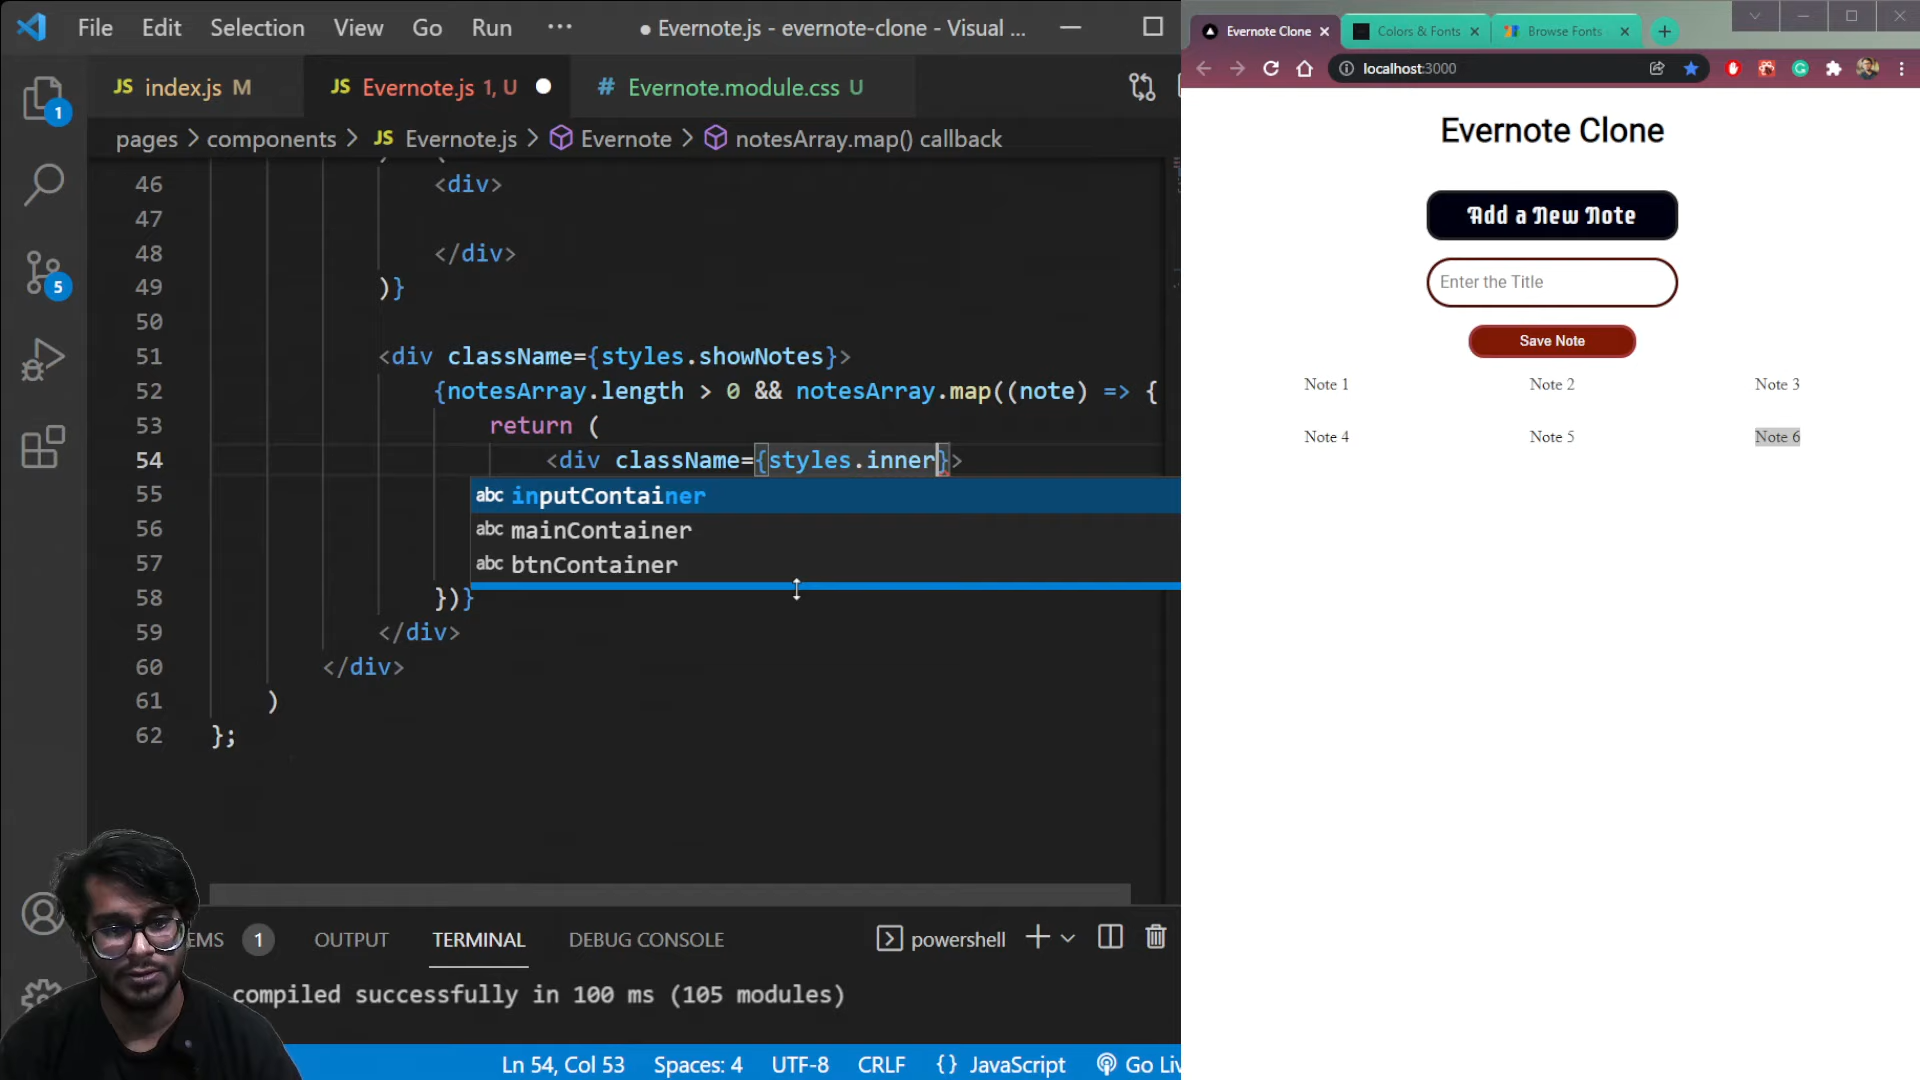 File Edit Selection View Go Run ··· ● Evernote.js - evernote-clone - Visual ...
JS index.js M JS Evernote.js 1, U # Evernote.module.css U
pages > components > JS Evernote.js > Evernote > notesArray.map() callback
46 <div>
47
48 </div>
49 )}
50
51 <div className={styles.showNotes}>
52 {notesArray.length > 0 && notesArray.map((note) => {
53 return (
54 <div className={styles.inner}>
55 abc inputContainer
56 abc mainContainer
57 abc btnContainer
58 })}
59 </div>
60 </div>
61 )
62 };
1
5
EMS 1 OUTPUT TERMINAL DEBUG CONSOLE powershell
compiled successfully in 100 ms (105 modules)
Ln 54, Col 53 Spaces: 4 UTF-8 CRLF {} JavaScript Go Li
Evernote Clone Colors & Fonts Browse Fonts
localhost:3000
Evernote Clone
Add a New Note
Enter the Title
Save Note
Note 1 Note 2 Note 3
Note 4 Note 5 Note 6